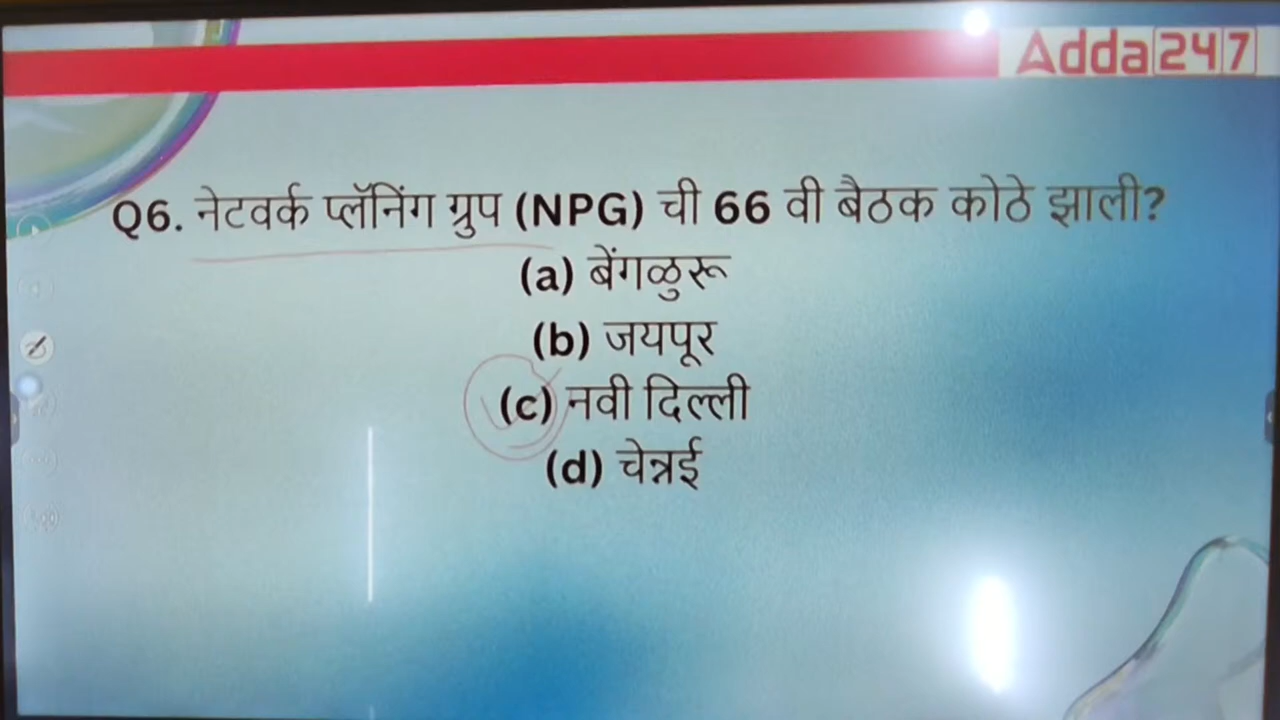 Adda247
Q6. नेटवर्क प्लॅनिंग ग्रुप (NPG) ची 66 वी बैठक कोठे झाली?
(a) बेंगळुरू
(b) जयपूर
(c) नवी दिल्ली
(d) चेन्नई